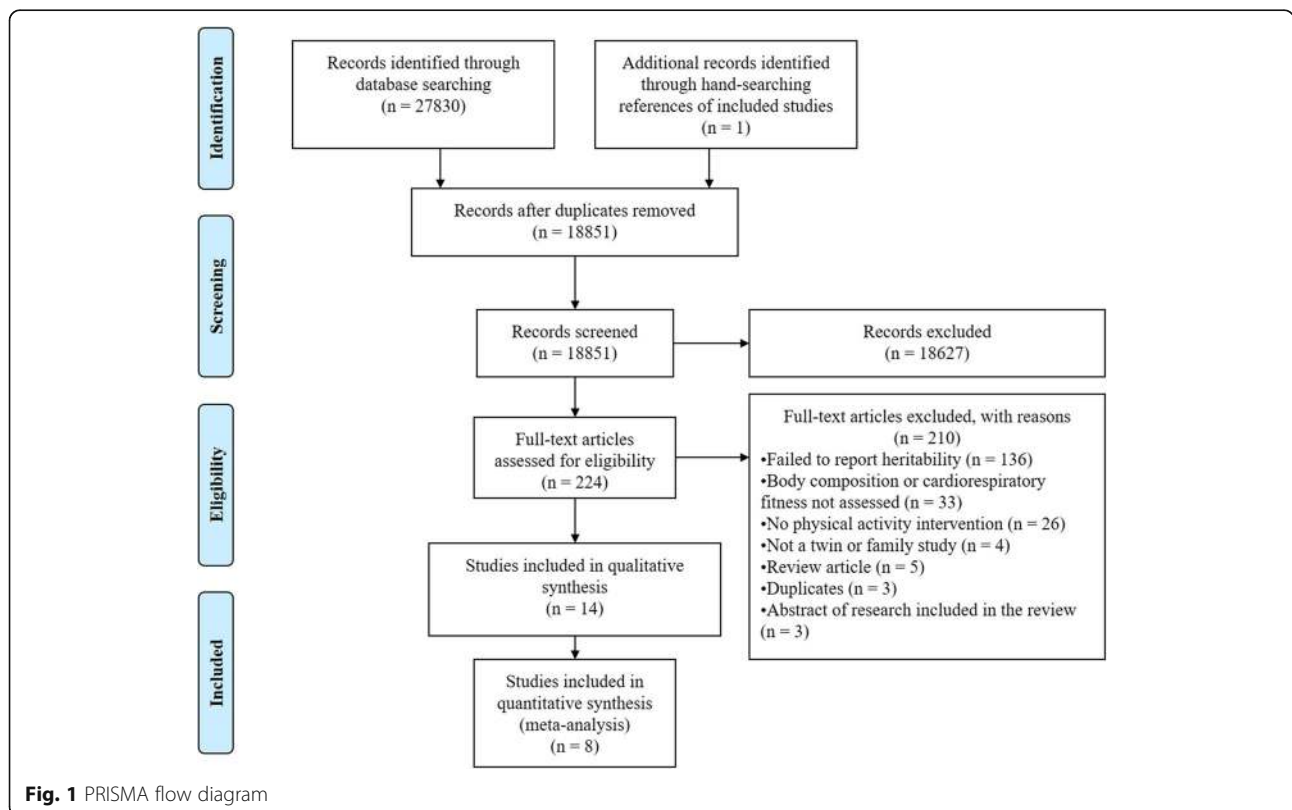 Identification
Records identified through
database searching
(n = 27830)
Additional records identified
through hand-searching
references of included studies
(n = 1)
Records after duplicates removed
(n = 18851)
Screening
Records screened
(n = 18851)
Records excluded
(n = 18627)
Eligibility
Full-text articles
assessed for eligibility
(n = 224)
Full-text articles excluded, with reasons
(n = 210)
•Failed to report heritability (n = 136)
•Body composition or cardiorespiratory
fitness not assessed (n = 33)
•No physical activity intervention (n = 26)
•Not a twin or family study (n = 4)
•Review article (n = 5)
•Duplicates (n = 3)
•Abstract of research included in the review
(n = 3)
Studies included in qualitative
synthesis
(n = 14)
Included
Studies included in
quantitative synthesis
(meta-analysis)
(n = 8)
Fig. 1 PRISMA flow diagram